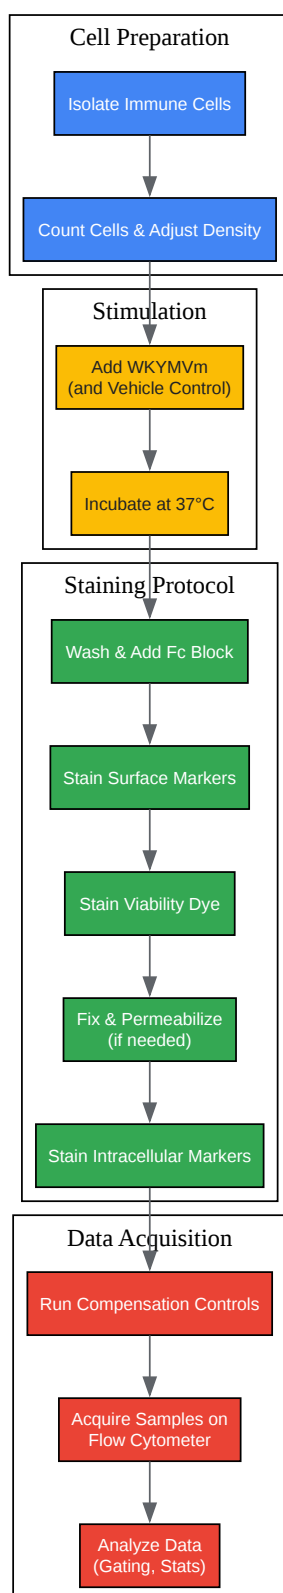 Cell Preparation
Isolate Immune Cells
Count Cells & Adjust Density
Stimulation
Add WKYMVm
(and Vehicle Control)
Incubate at 37°C
Staining Protocol
Wash & Add Fc Block
Stain Surface Markers
Stain Viability Dye
Fix & Permeabilize
(if needed)
Stain Intracellular Markers
Data Acquisition
Run Compensation Controls
Acquire Samples on
Flow Cytometer
Analyze Data
(Gating, Stats)